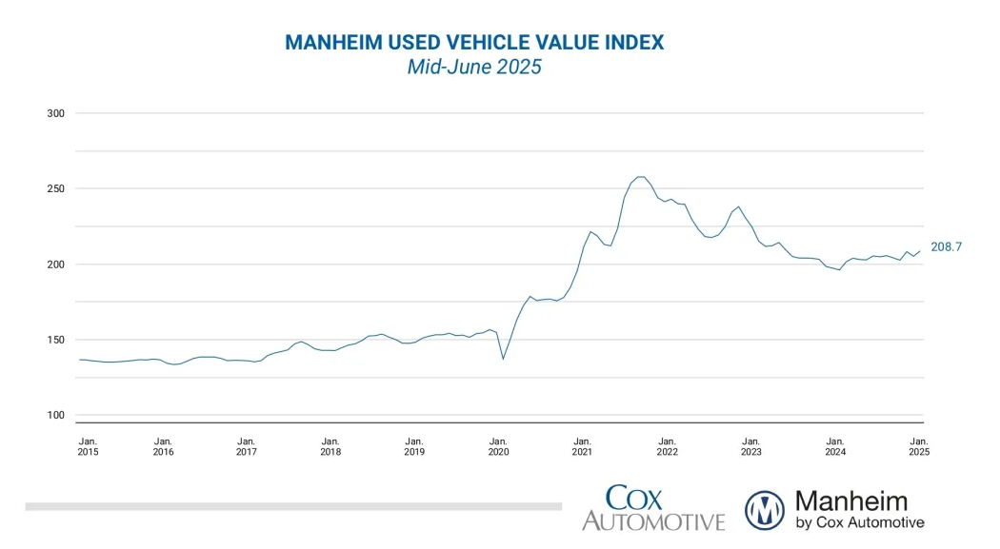 MANHEIM USED VEHICLE VALUE INDEX
Mid-June 2025
300
250
208.7
200
150
100
Jan. Jan. Jan. Jan. Jan. Jan. Jan. Jan. Jan. Jan. Jan.
2015 2016 2017 2018 2019 2020 2021 2022 2023 2024 2025
COX
AUTOMOTIVE
M
Manheim
by Cox Automotive